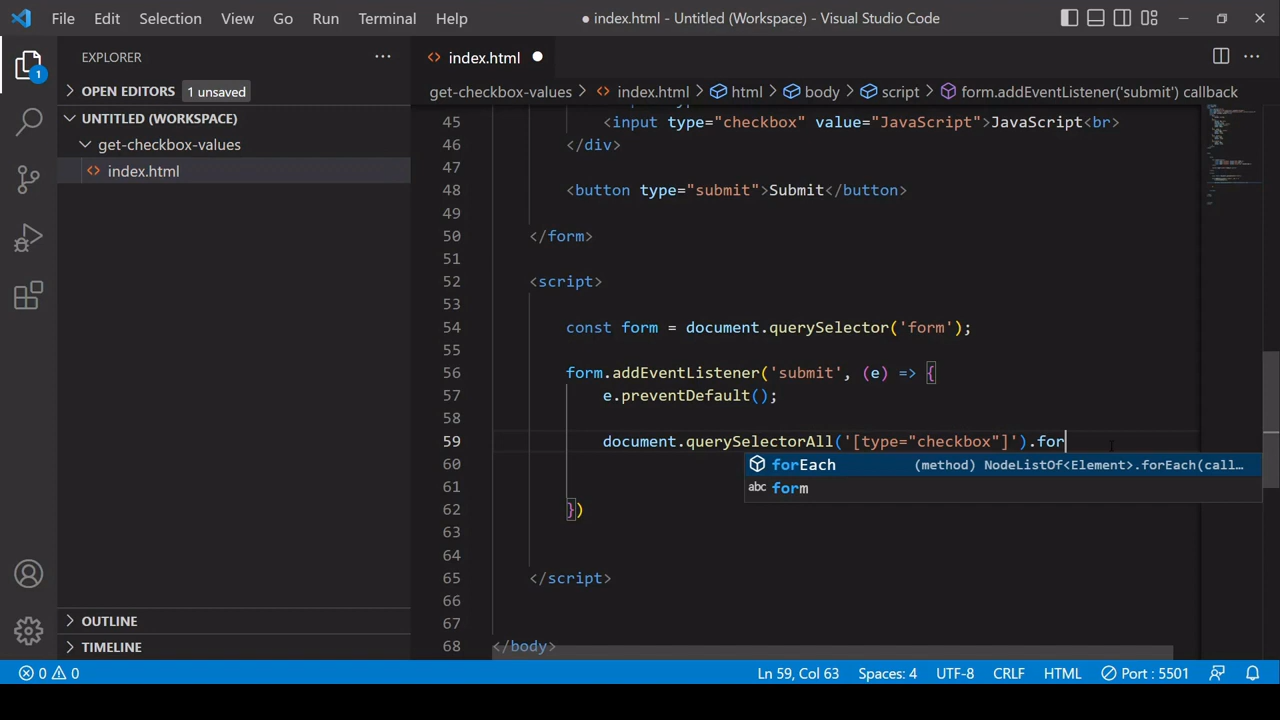 File Edit Selection View Go Run Terminal Help ● index.html - Untitled (Workspace) - Visual Studio Code
EXPLORER ···
1
OPEN EDITORS 1 unsaved
UNTITLED (WORKSPACE)
get-checkbox-values
<> index.html
OUTLINE
TIMELINE
<> index.html ●
get-checkbox-values > <> index.html > html > body > script > form.addEventListener('submit') callback
45 <input type="checkbox" value="JavaScript">JavaScript<br>
46 </div>
47
48 <button type="submit">Submit</button>
49
50 </form>
51
52 <script>
53
54 const form = document.querySelector('form');
55
56 form.addEventListener('submit', (e) => {
57 e.preventDefault();
58
59 document.querySelectorAll('[type="checkbox"]').for
forEach (method) NodeListOf<Element>.forEach(call…
abc form
60
61
62 })
63
64
65 </script>
66
67
68 </body>
0 0 Ln 59, Col 63 Spaces: 4 UTF-8 CRLF HTML Port : 5501